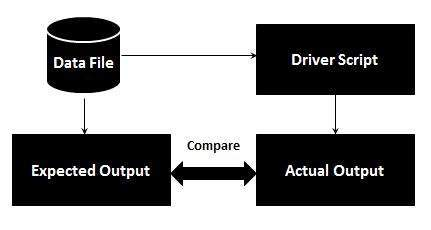 Data File
Driver Script
Compare
Expected Output
Actual Output